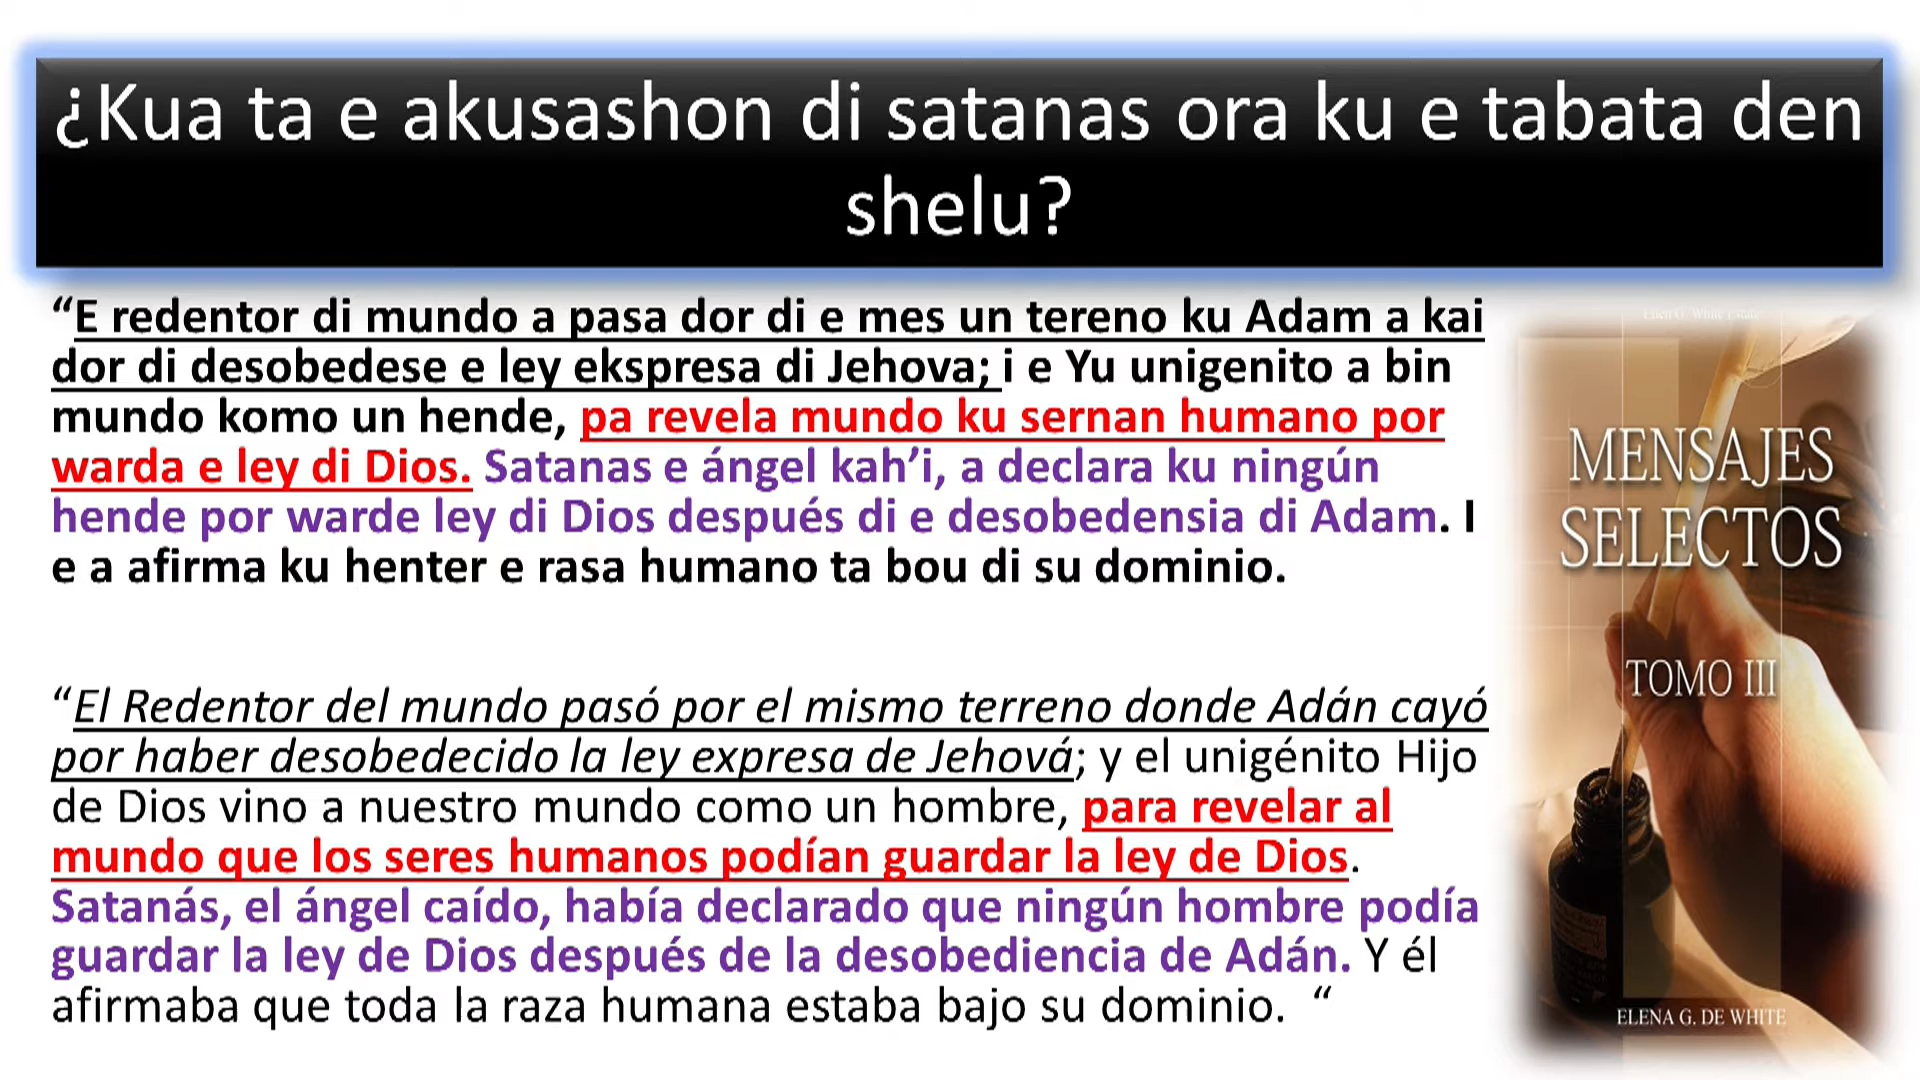 ¿Kua ta e akusashon di satanas ora ku e tabata den
shelu?
“E redentor di mundo a pasa dor di e mes un tereno ku Adam a kai
dor di desobedese e ley ekspresa di Jehova; i e Yu unigenito a bin
mundo komo un hende, pa revela mundo ku sernan humano por
warda e ley di Dios. Satanas e ángel kah’i, a declara ku ningún
hende por warde ley di Dios después di e desobedensia di Adam. I
e a afirma ku henter e rasa humano ta bou di su dominio.
“El Redentor del mundo pasó por el mismo terreno donde Adán cayó
por haber desobedecido la ley expresa de Jehová; y el unigénito Hijo
de Dios vino a nuestro mundo como un hombre, para revelar al
mundo que los seres humanos podían guardar la ley de Dios.
Satanás, el ángel caído, había declarado que ningún hombre podía
guardar la ley de Dios después de la desobediencia de Adán. Y él
afirmaba que toda la raza humana estaba bajo su dominio. “
Ellen G. White Estate
MENSAJES
SELECTOS
TOMO III
ELENA G. DE WHITE